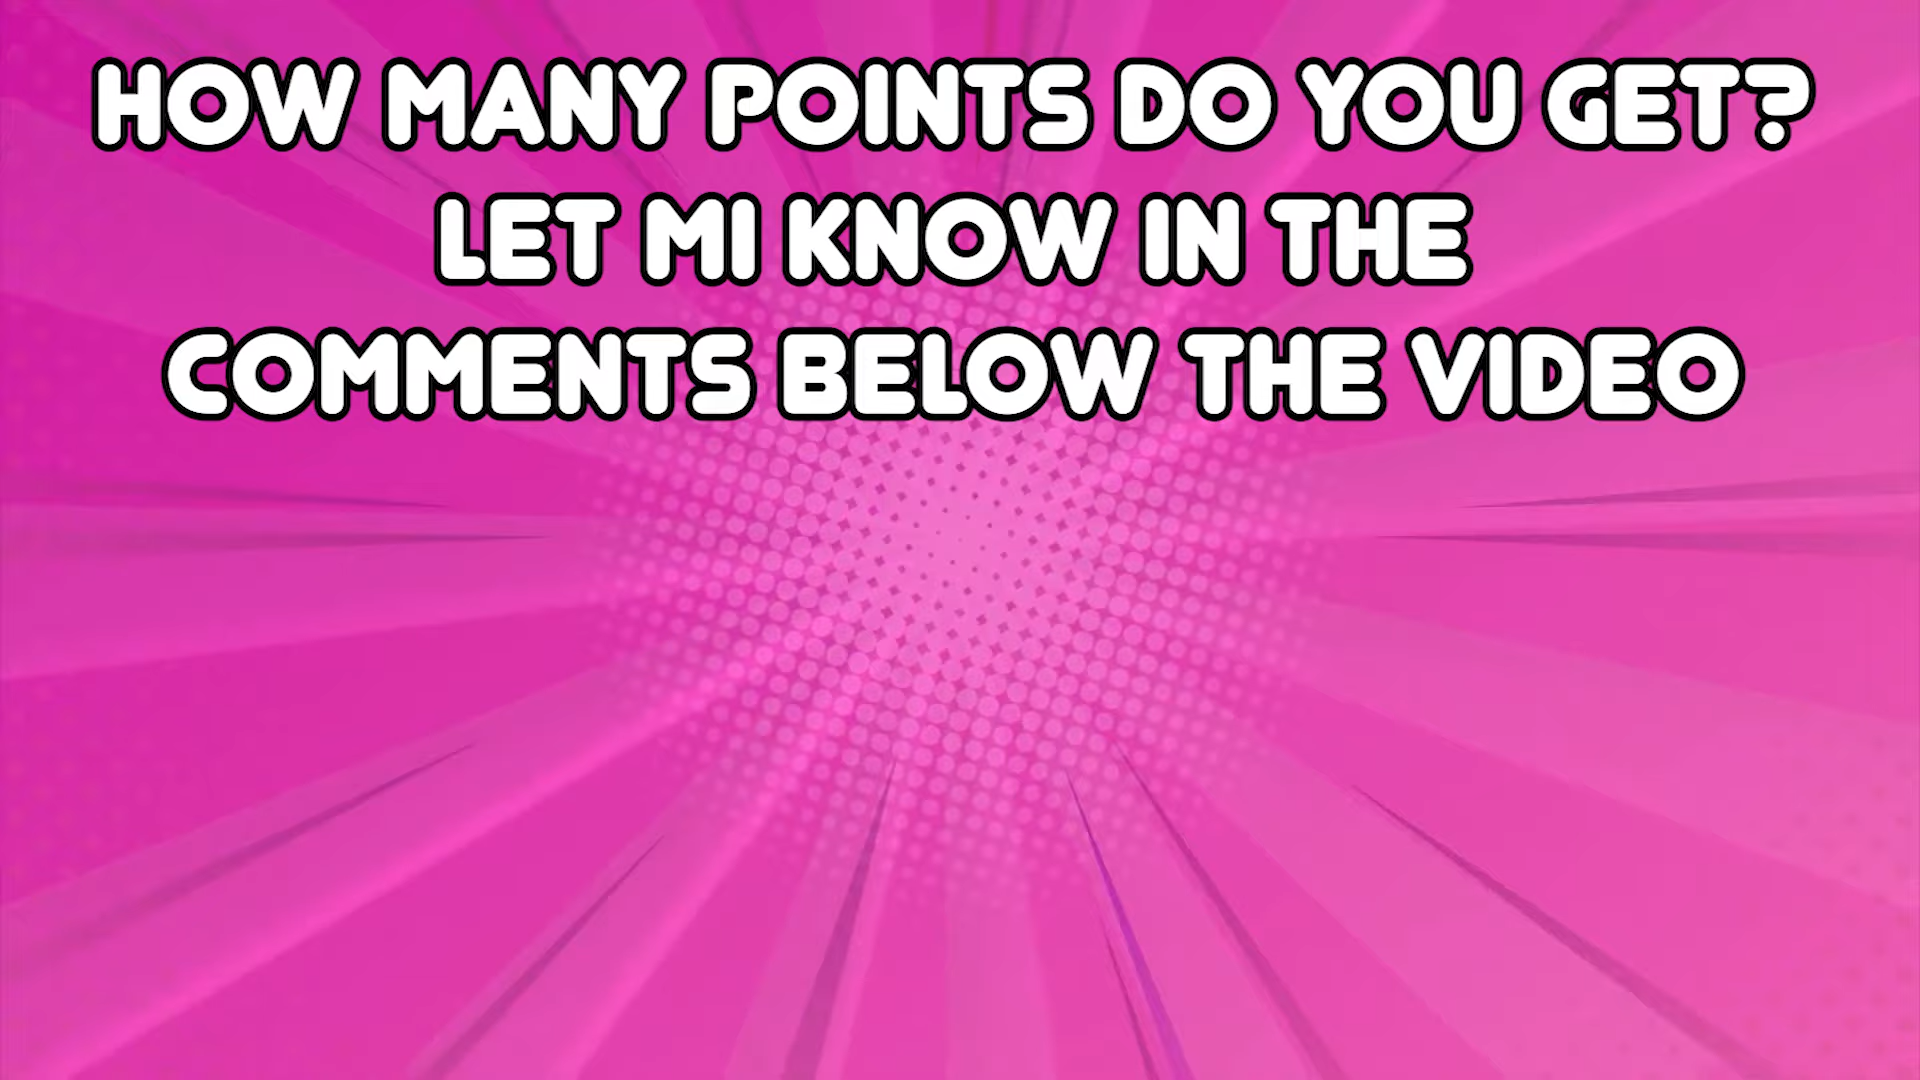 HOW MANY POINTS DO YOU GET?
LET MI KNOW IN THE
COMMENTS BELOW THE VIDEO